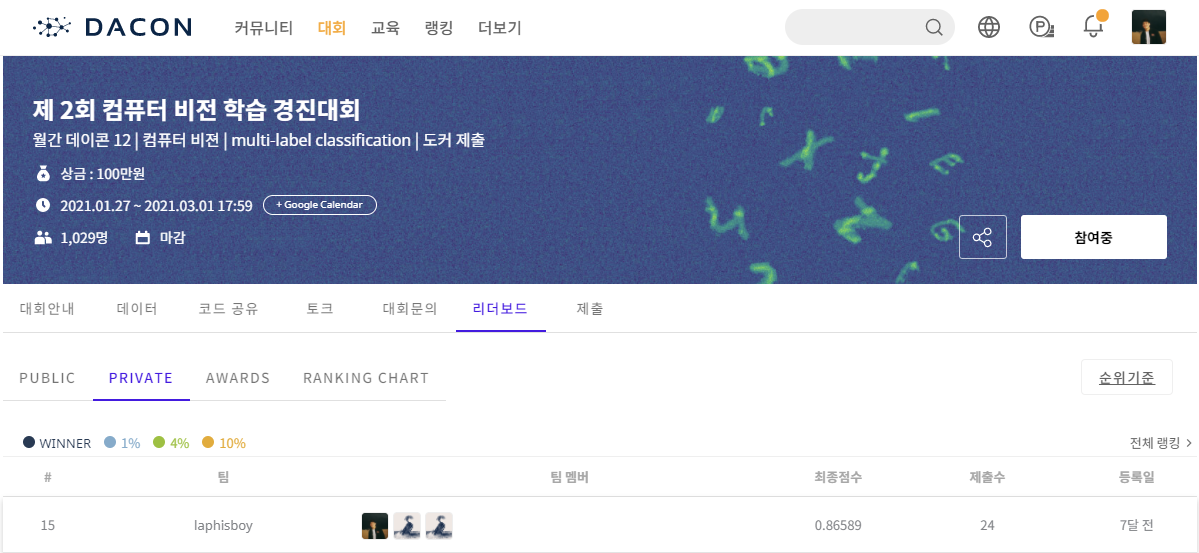 DACON 커뮤니티 대회 교육 랭킹 더보기
제 2회 컴퓨터 비전 학습 경진대회
월간 데이콘 12 | 컴퓨터 비젼 | multi-label classification | 도커 제출
상금 : 100만원
2021.01.27 ~ 2021.03.01 17:59 + Google Calendar
1,029명 마감
참여중
대회안내 데이터 코드 공유 토크 대회문의 리더보드 제출
PUBLIC PRIVATE AWARDS RANKING CHART 순위기준
WINNER 1% 4% 10% 전체 랭킹 >
# 팀 팀 멤버 최종점수 제출수 등록일
15 laphisboy 0.86589 24 7달 전